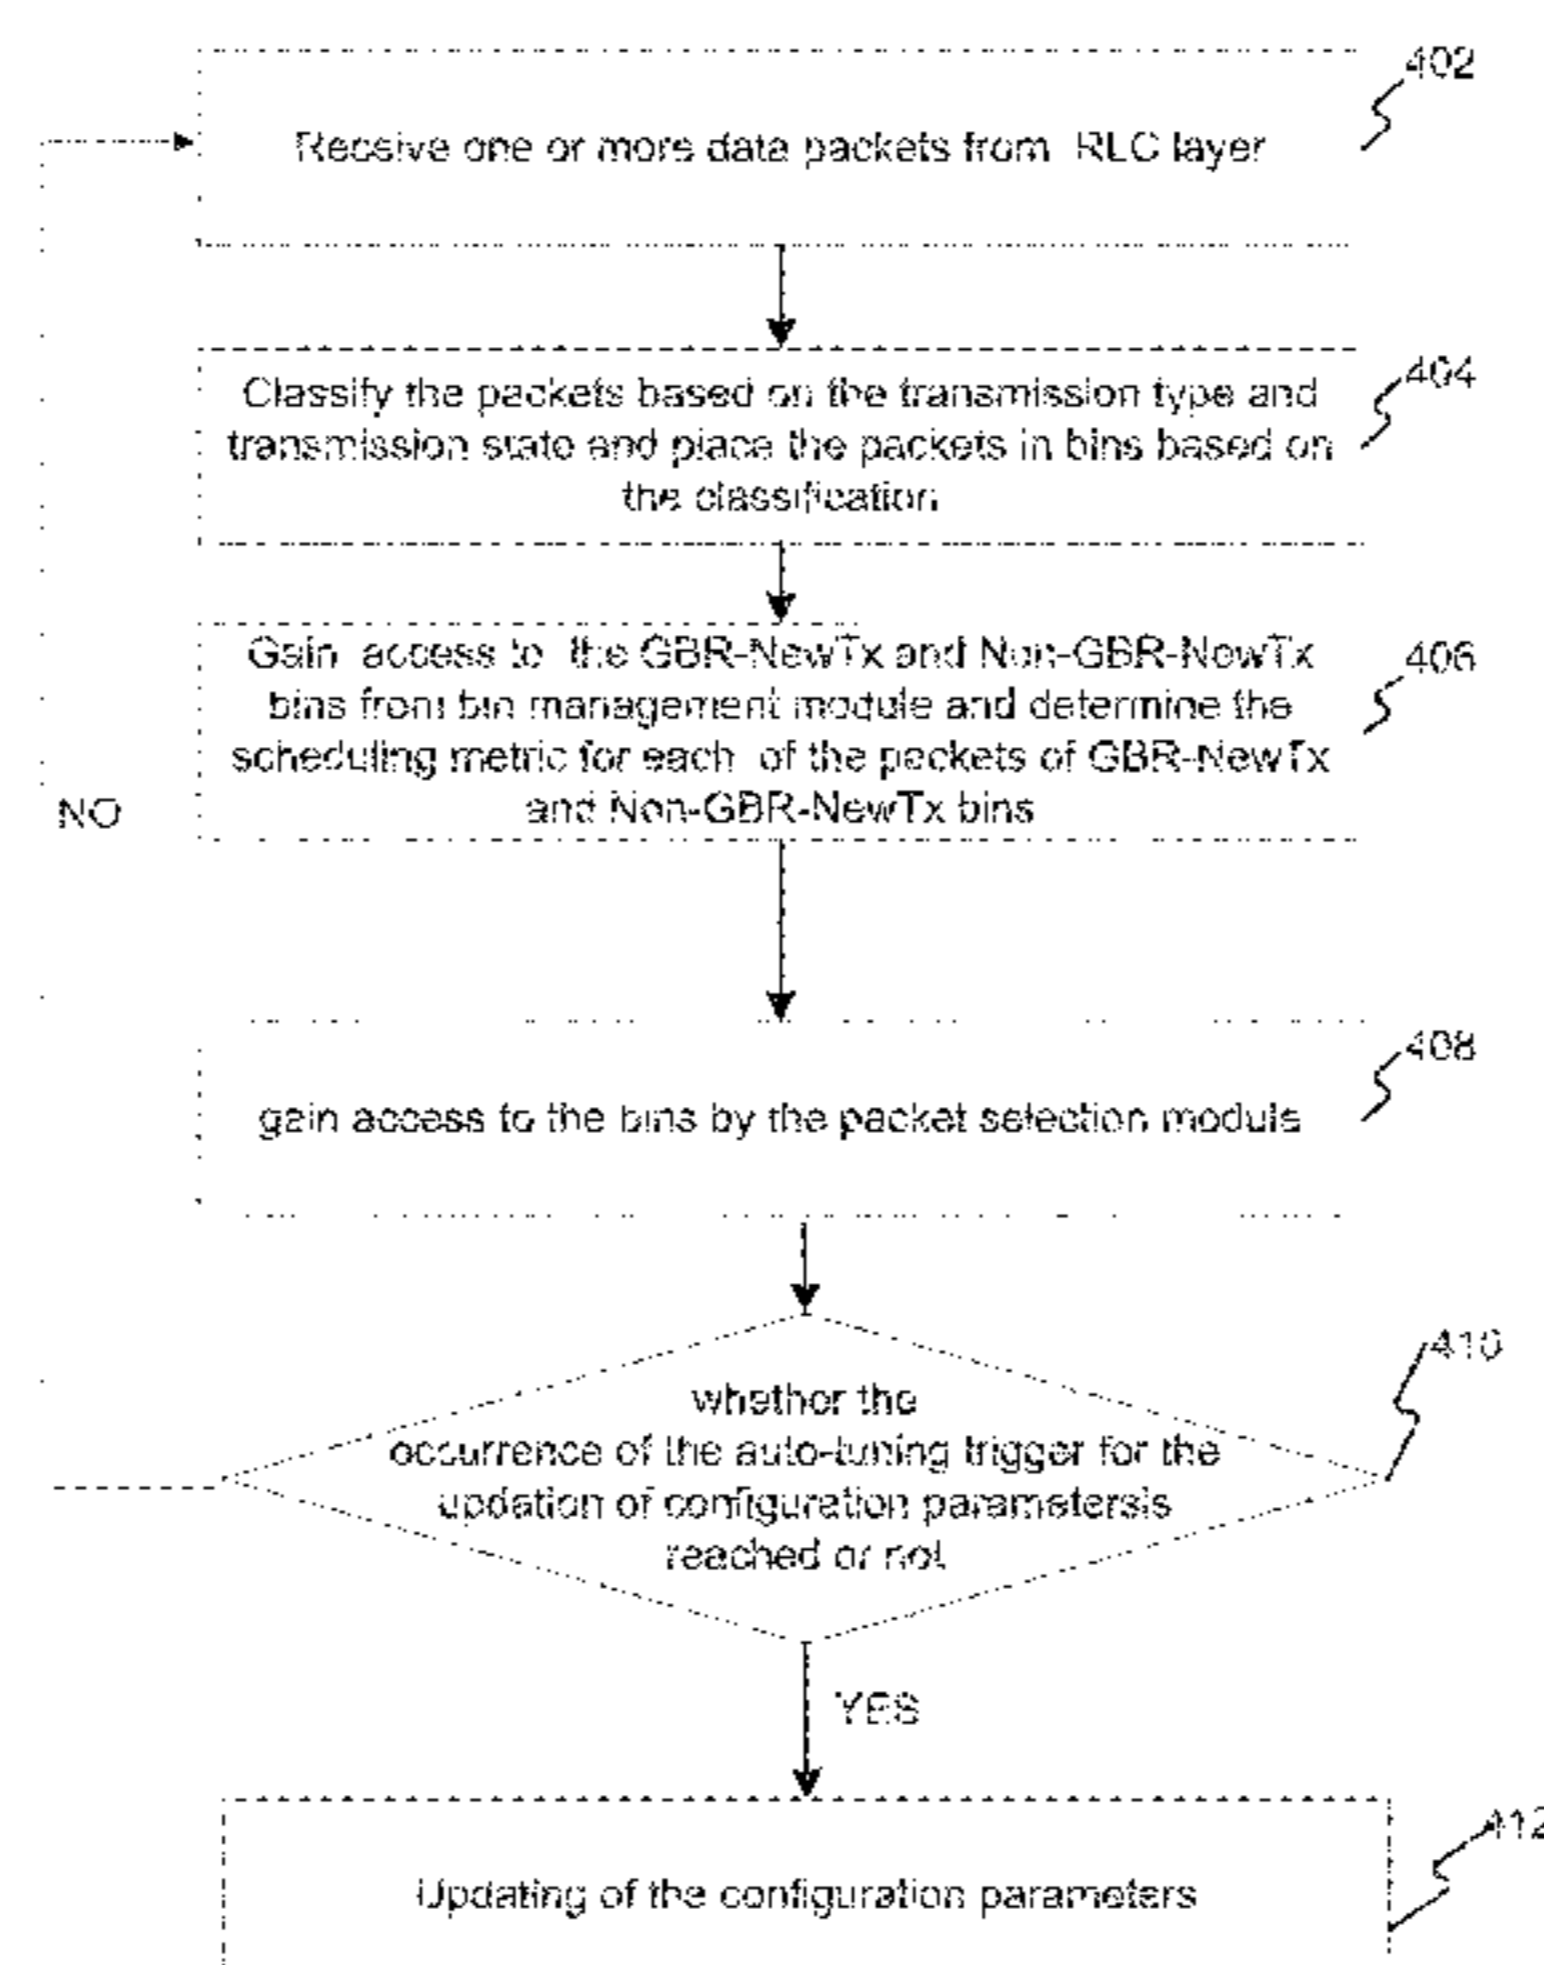 402
Receive one or more data packets from RLC layer
404
Classify the packets based on the transmission type and
transmission state and place the packets in bins based on
the classification
406
Gain access to the GBR-NewTx and Non-GBR-NewTx
bins from bin management module and determine the
scheduling metric for each of the packets of GBR-NewTx
and Non-GBR-NewTx bins
NO
408
gain access to the bins by the packet selection module
410
whether the
occurrence of the auto-tuning trigger for the
updation of configuration parametersis
reached or not
YES
412
Updating of the configuration parameters